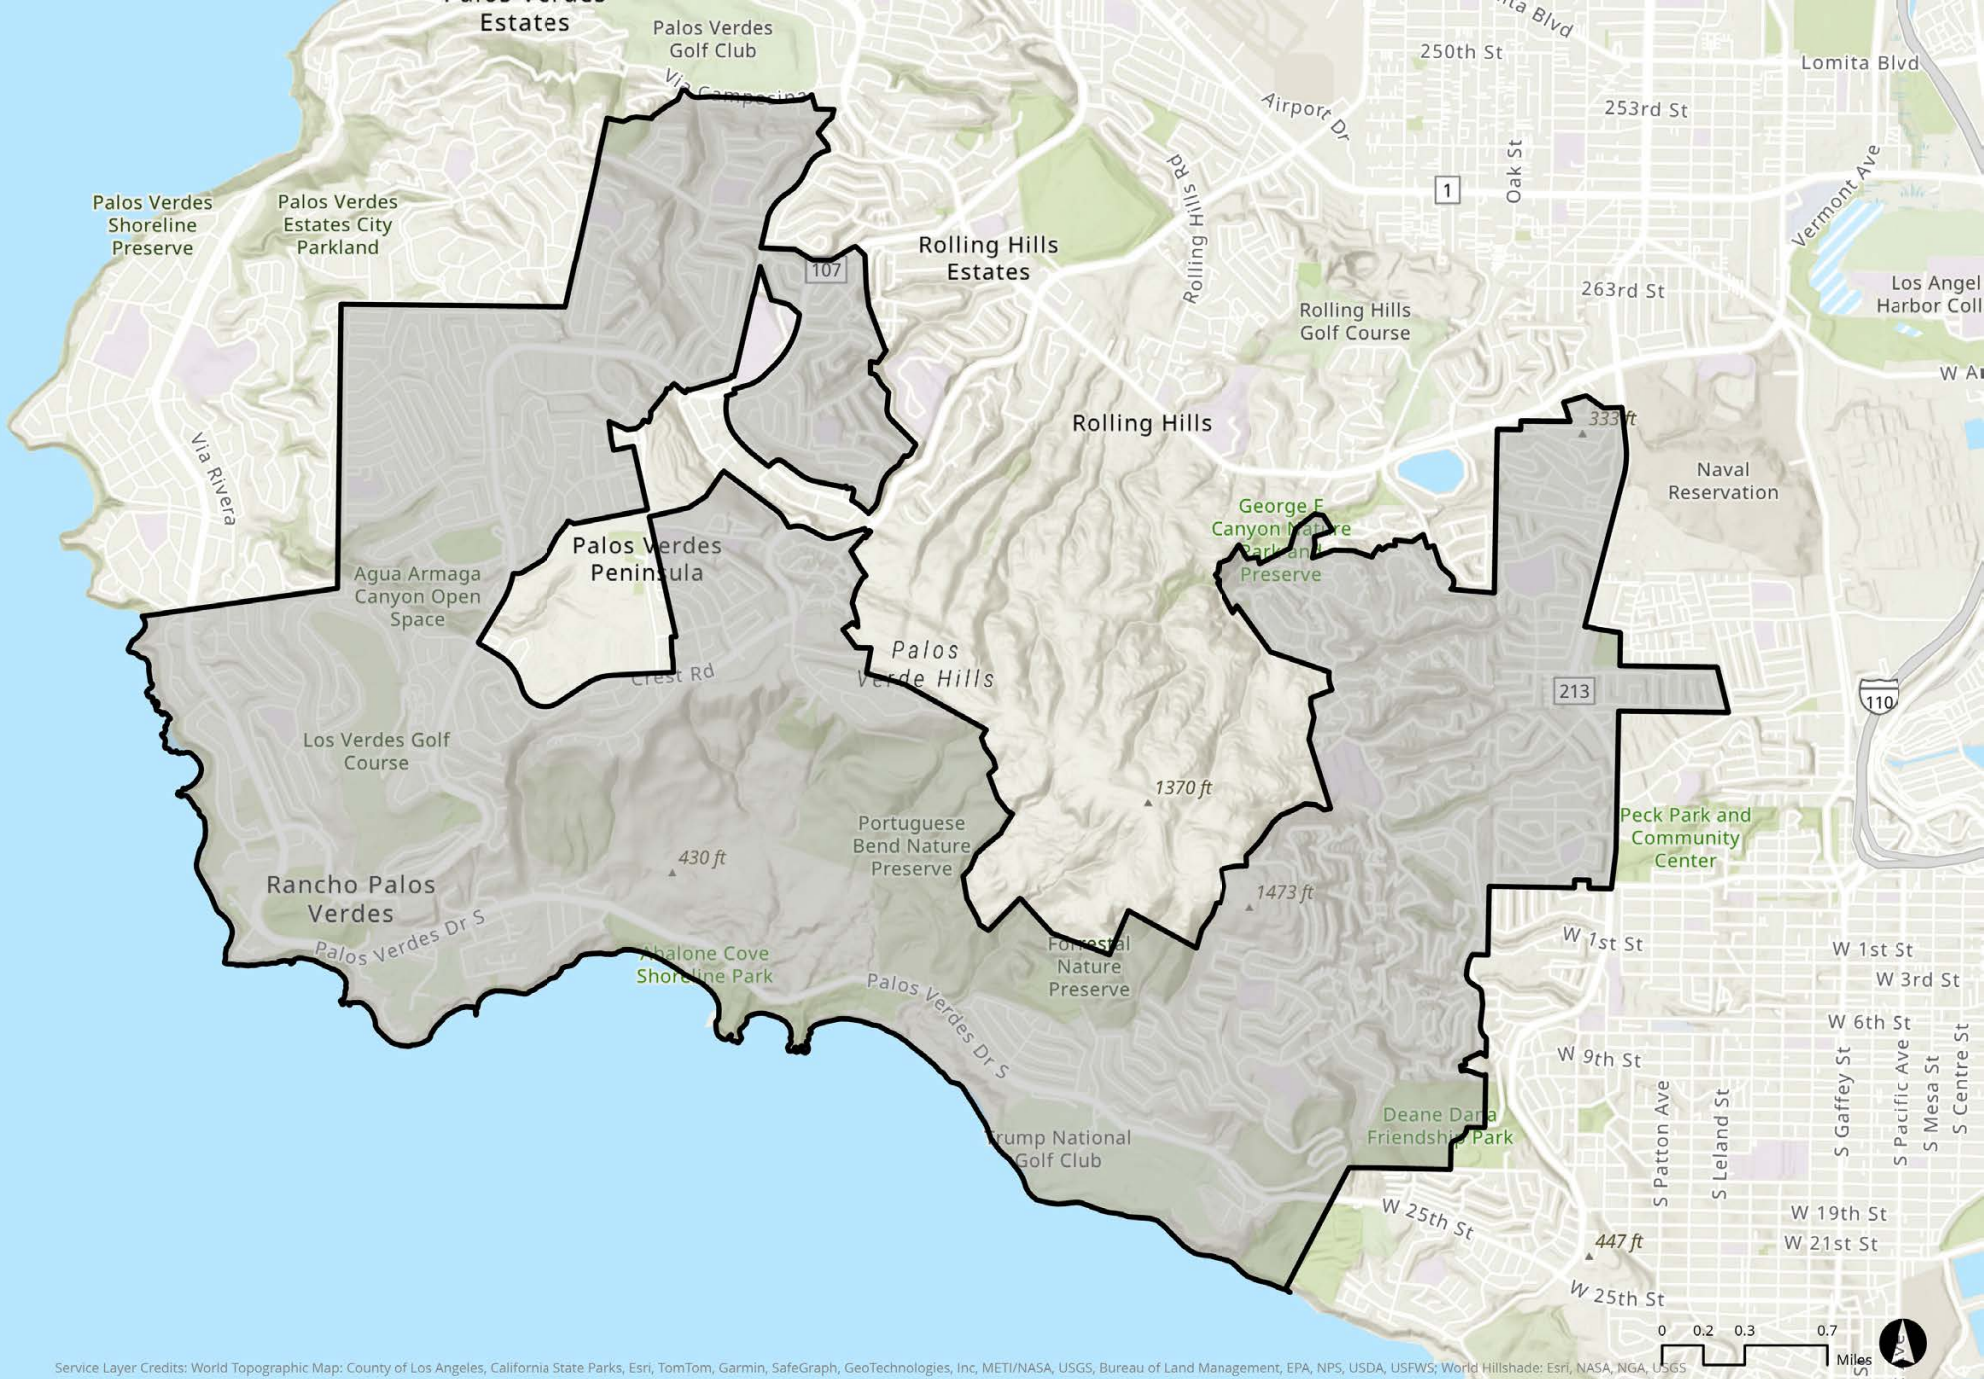 Palos Verdes
Estates
Palos Verdes
Golf Club
Via Campesina
Lomita Blvd
250th St
Lomita Blvd
253rd St
Airport Dr
Oak St
Vermont Ave
1
Rolling Hills Rd
Palos Verdes
Shoreline
Preserve
Palos Verdes
Estates City
Parkland
Rolling Hills
Estates
107
263rd St
Los Angel
Harbor Coll
Rolling Hills
Golf Course
W
Rolling Hills
333 ft
Via Rivera
Naval
Reservation
George F
Canyon Nature
Park and
Preserve
Palos Verdes
Peninsula
Agua Armaga
Canyon Open
Space
Palos
Verde Hills
Crest Rd
213
110
Los Verdes Golf
Course
1370 ft
Portuguese
Bend Nature
Preserve
Peck Park and
Community
Center
430 ft
1473 ft
Rancho Palos
Verdes
Palos Verdes Dr S
W 1st St
W 1st St
Forrestal
Nature
Preserve
Abalone Cove
Shoreline Park
W 3rd St
Palos Verdes Dr S
W 6th St
W 9th St
S Patton Ave
S Leland St
S Gaffey St
S Pacific Ave
S Mesa St
S Centre St
Deane Dana
Friendship Park
Trump National
Golf Club
W 25th St
W 19th St
W 21st St
447 ft
W 25th St
0 0.2 0.3 0.7
Miles
Service Layer Credits: World Topographic Map: County of Los Angeles, California State Parks, Esri, TomTom, Garmin, SafeGraph, GeoTechnologies, Inc, METI/NASA, USGS, Bureau of Land Management, EPA, NPS, USDA, USFWS; World Hillshade: Esri, NASA, NGA, USGS